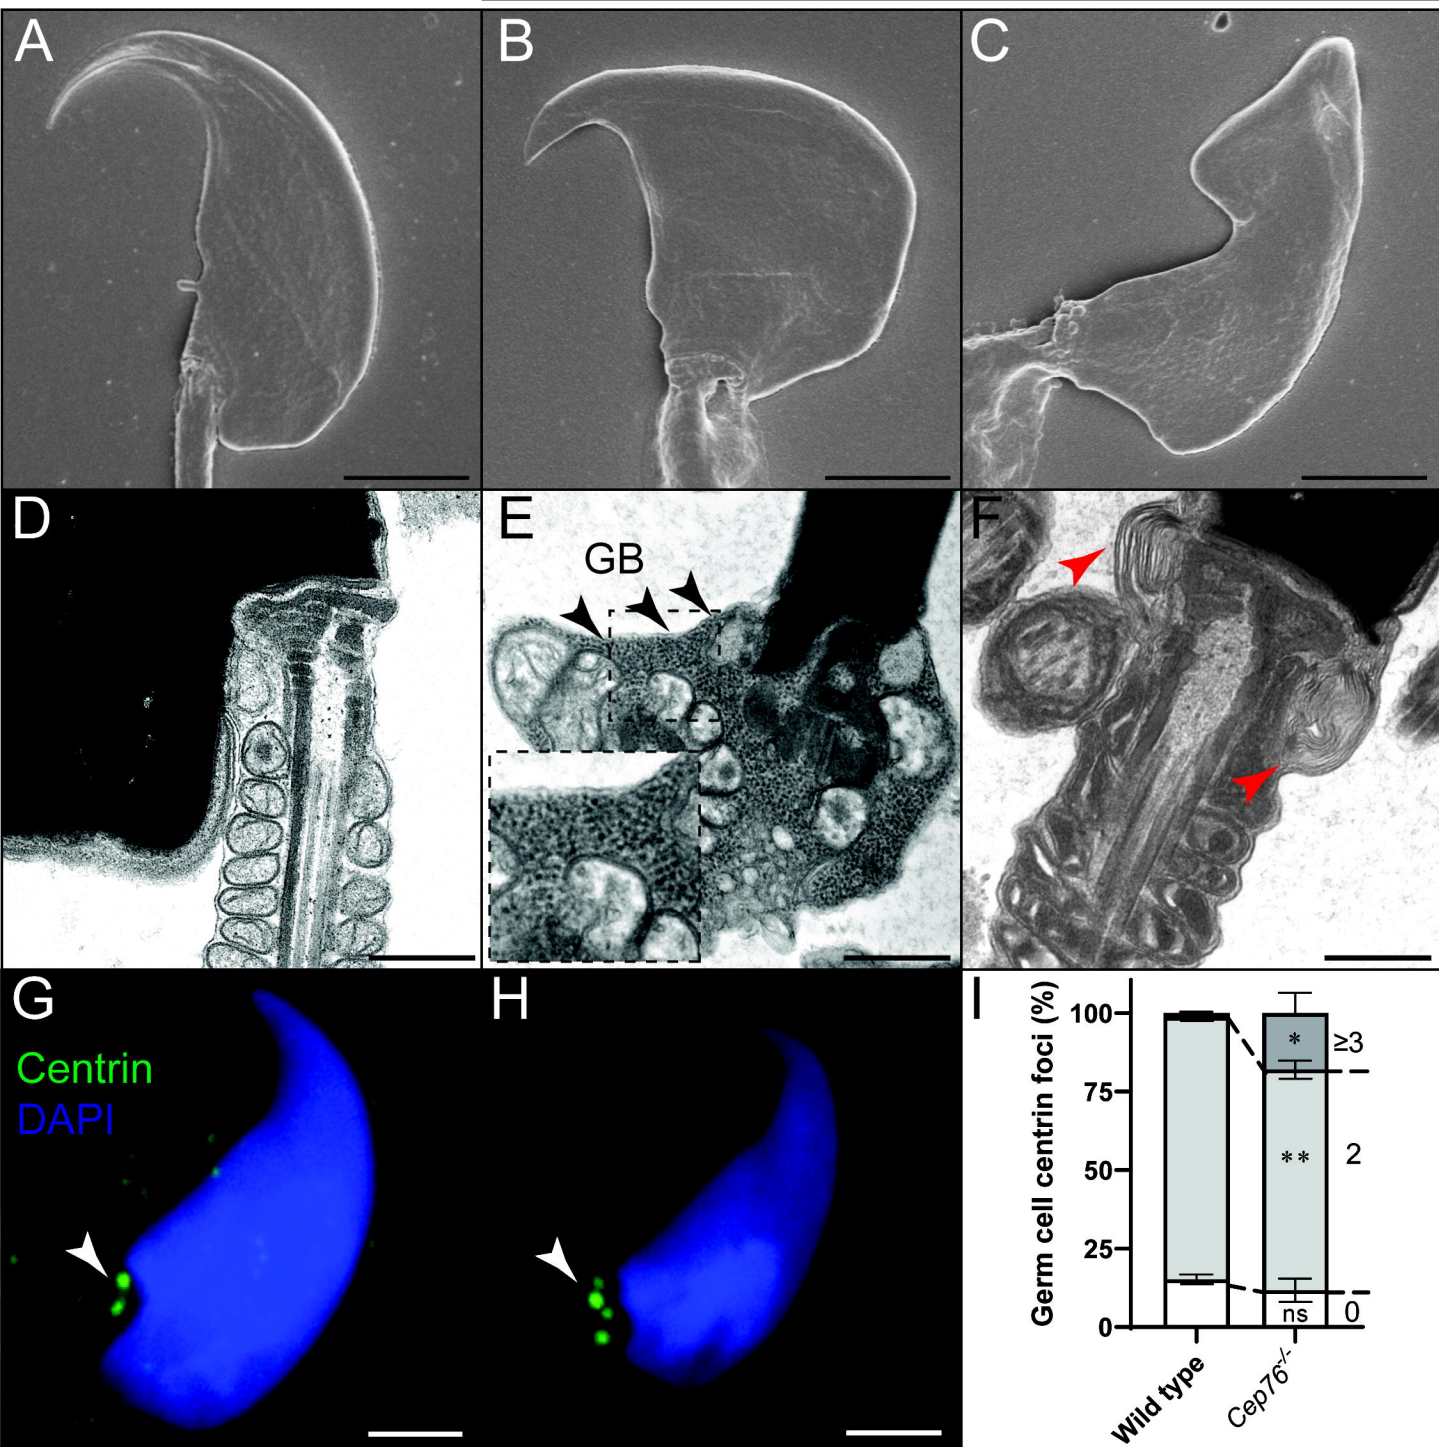 A
B
C
D
E
GB
F
G
Centrin
DAPI
H
I
Germ cell centrin foci (%)
100
75
50
25
0
*
**
ns
≥3
2
0
Wild type
Cep76-/-